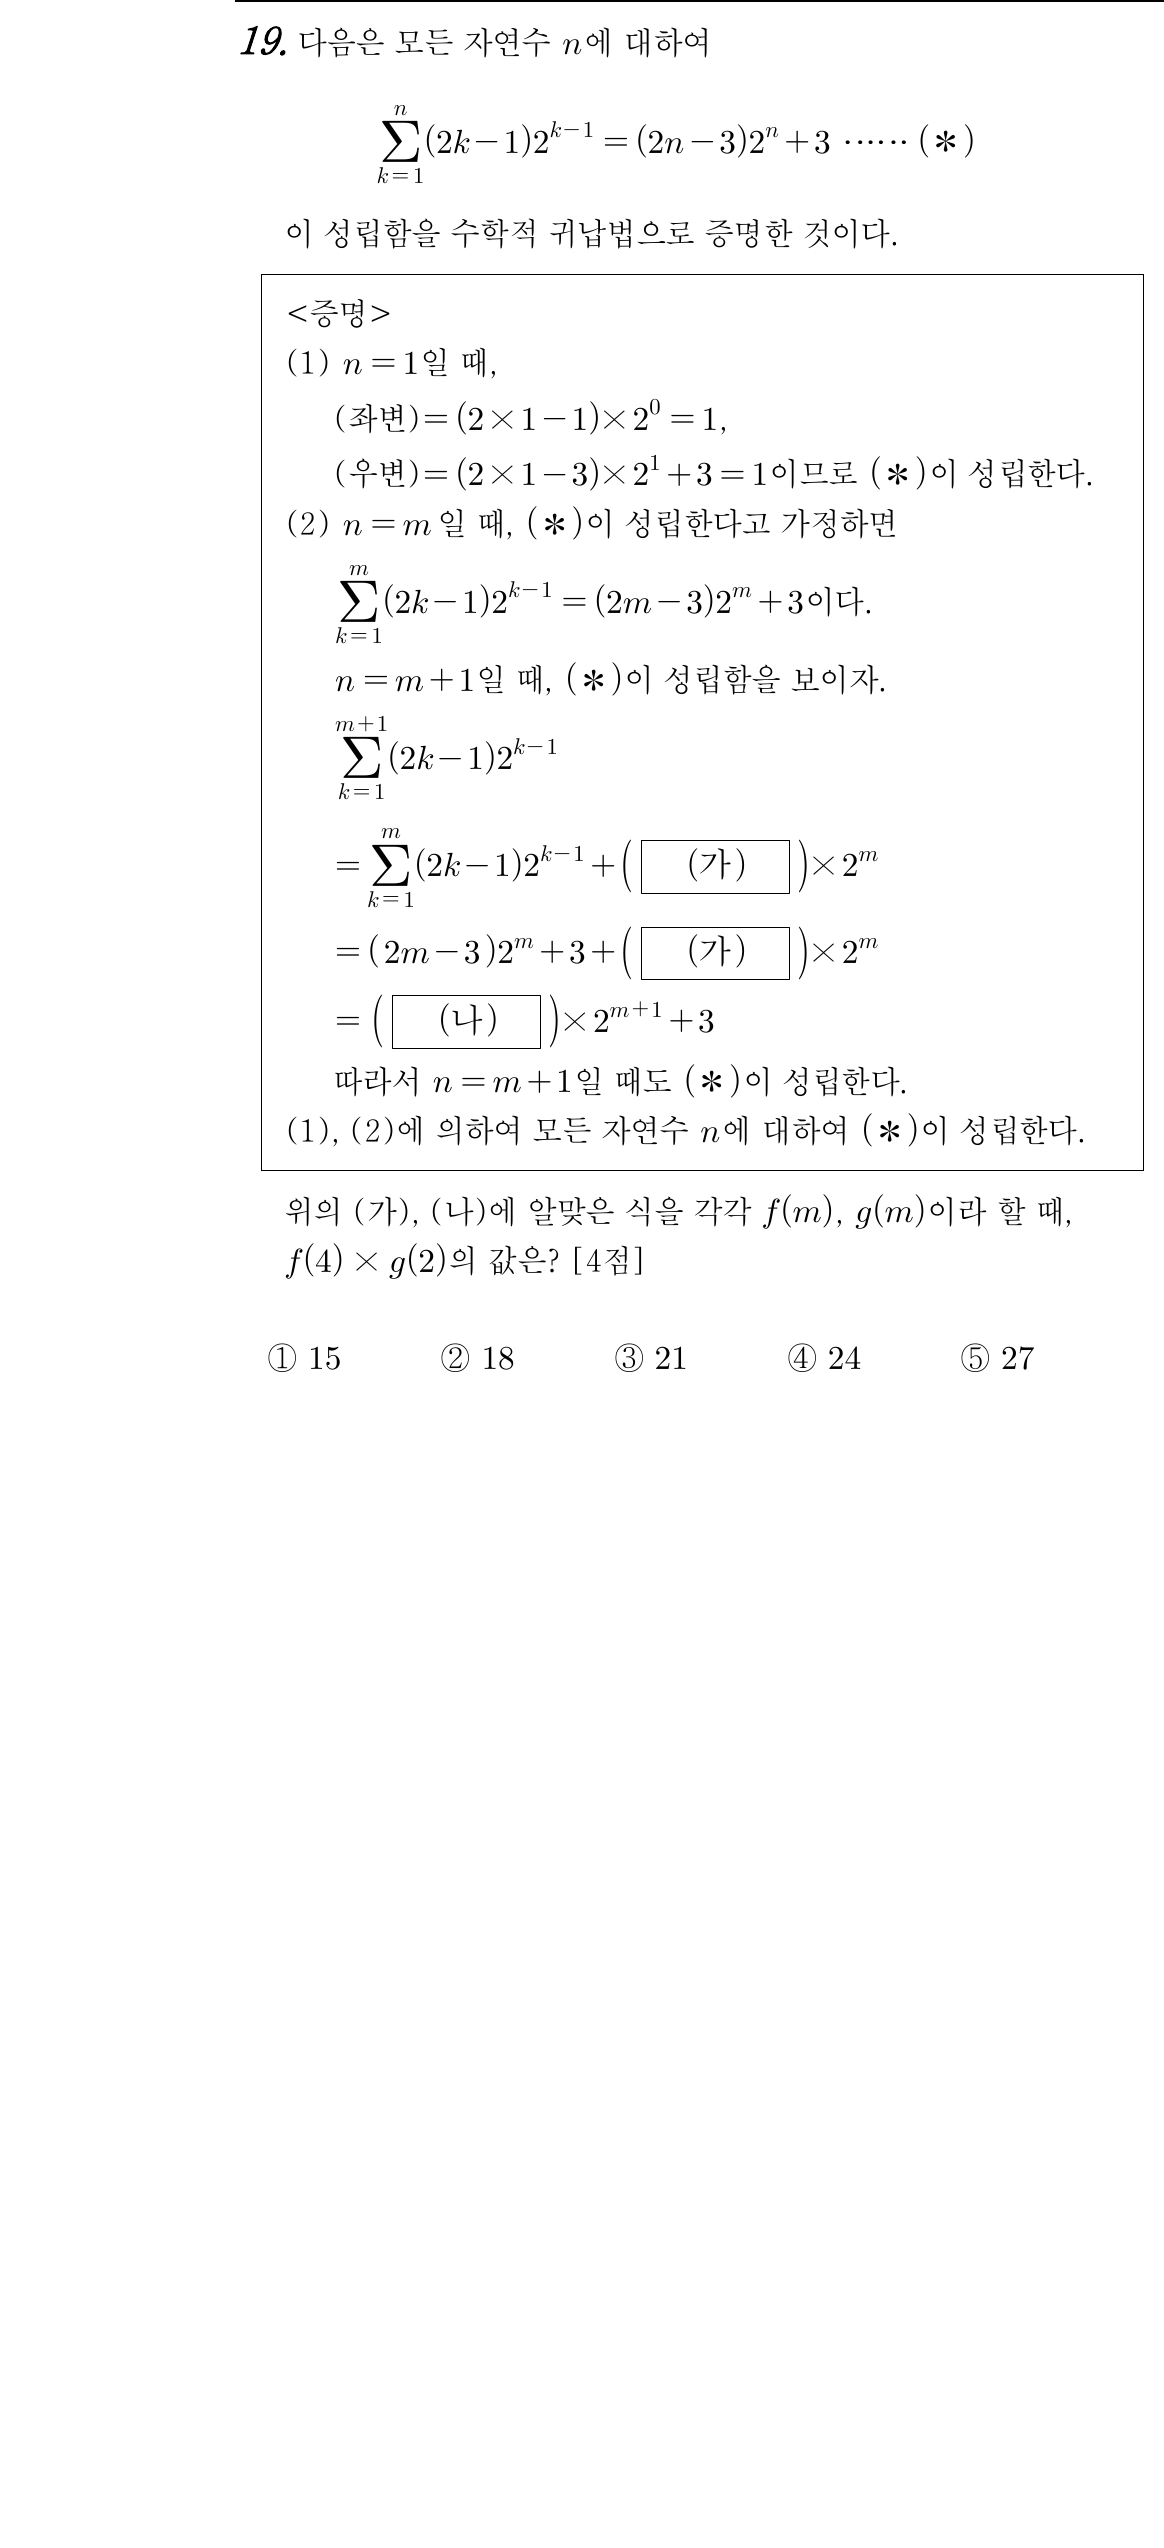 19. 다음은 모든 자연수 n에 대하여
\sum_{k=1}^{n}(2k-1)2^{k-1}=(2n-3)2^{n}+3 ⋯⋯ (∗)
이 성립함을 수학적 귀납법으로 증명한 것이다.
<증명>
(1) n=1일 때,
(좌변)=(2×1-1)×2^{0}=1,
(우변)=(2×1-3)×2^{1}+3=1이므로 (∗)이 성립한다.
(2) n=m일 때, (∗)이 성립한다고 가정하면
\sum_{k=1}^{m}(2k-1)2^{k-1}=(2m-3)2^{m}+3이다.
n=m+1일 때, (∗)이 성립함을 보이자.
\sum_{k=1}^{m+1}(2k-1)2^{k-1}
=\sum_{k=1}^{m}(2k-1)2^{k-1}+( (가) )×2^{m}
=(2m-3)2^{m}+3+( (가) )×2^{m}
=( (나) )×2^{m+1}+3
따라서 n=m+1일 때도 (∗)이 성립한다.
(1), (2)에 의하여 모든 자연수 n에 대하여 (∗)이 성립한다.
위의 (가), (나)에 알맞은 식을 각각 f(m), g(m)이라 할 때,
f(4)×g(2)의 값은? [4점]
① 15 ② 18 ③ 21 ④ 24 ⑤ 27